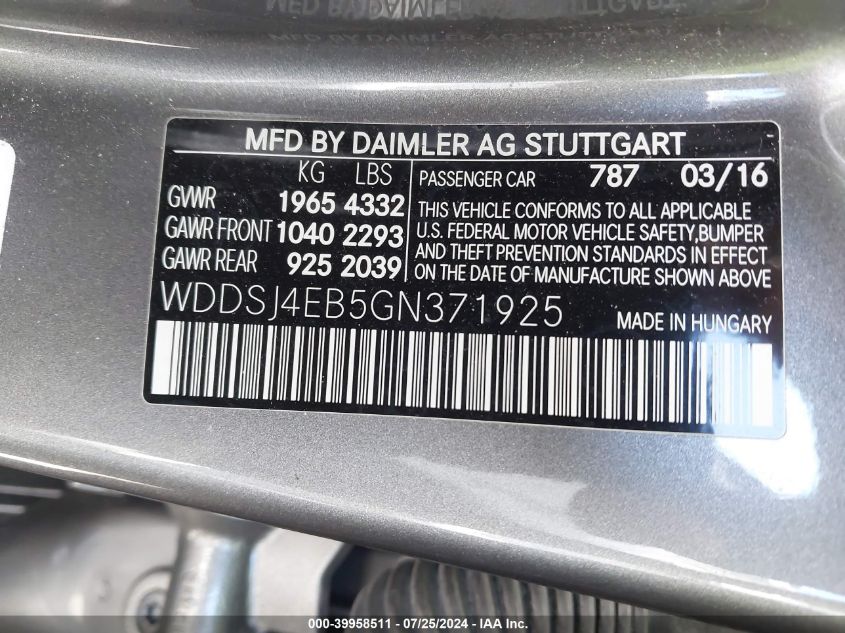 MFD BY DAIMLER AG STUTTGART
KG LBS
GVWR 1965 4332
GAWR FRONT 1040 2293
GAWR REAR 925 2039
PASSENGER CAR 787 03/16
THIS VEHICLE CONFORMS TO ALL APPLICABLE
U.S. FEDERAL MOTOR VEHICLE SAFETY,BUMPER
AND THEFT PREVENTION STANDARDS IN EFFECT
ON THE DATE OF MANUFACTURE SHOWN ABOVE
WDDSJ4EB5GN371925
MADE IN HUNGARY
000-39958511 - 07/25/2024 - IAA Inc.